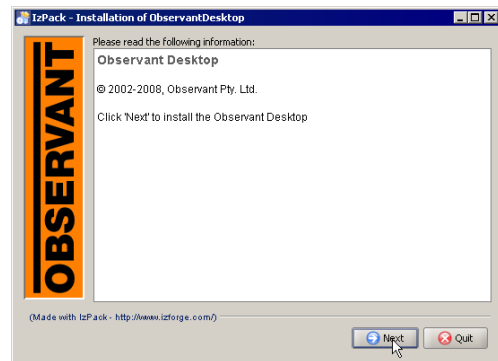 IzPack - Installation of ObservantDesktop
Please read the following information:
OBSERVANT
Observant Desktop
© 2002-2008, Observant Pty. Ltd.
Click 'Next' to install the Observant Desktop
(Made with IzPack - http://www.izforge.com/)
Next
Quit